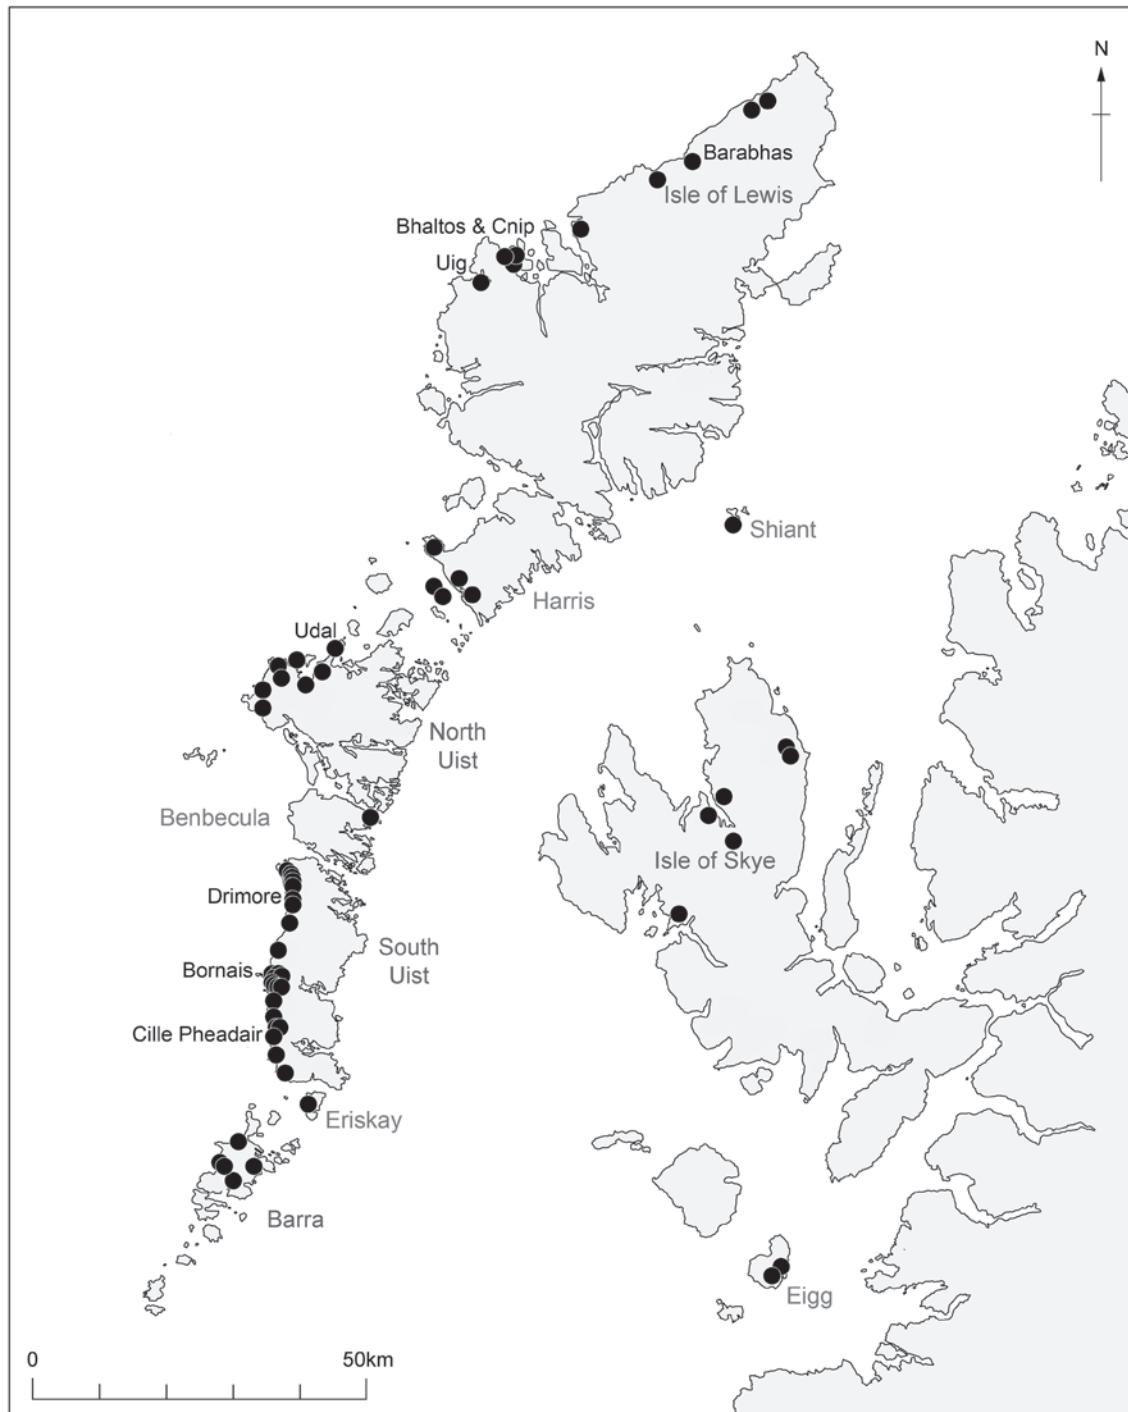 N
Barabhas
Isle of Lewis
Bhaltos & Cnip
Uig
Shiant
Harris
Udal
North
Uist
Benbecula
Isle of Skye
Drimore
South
Uist
Bornais
Cille Pheadair
Eriskay
Barra
Eigg
0
50km